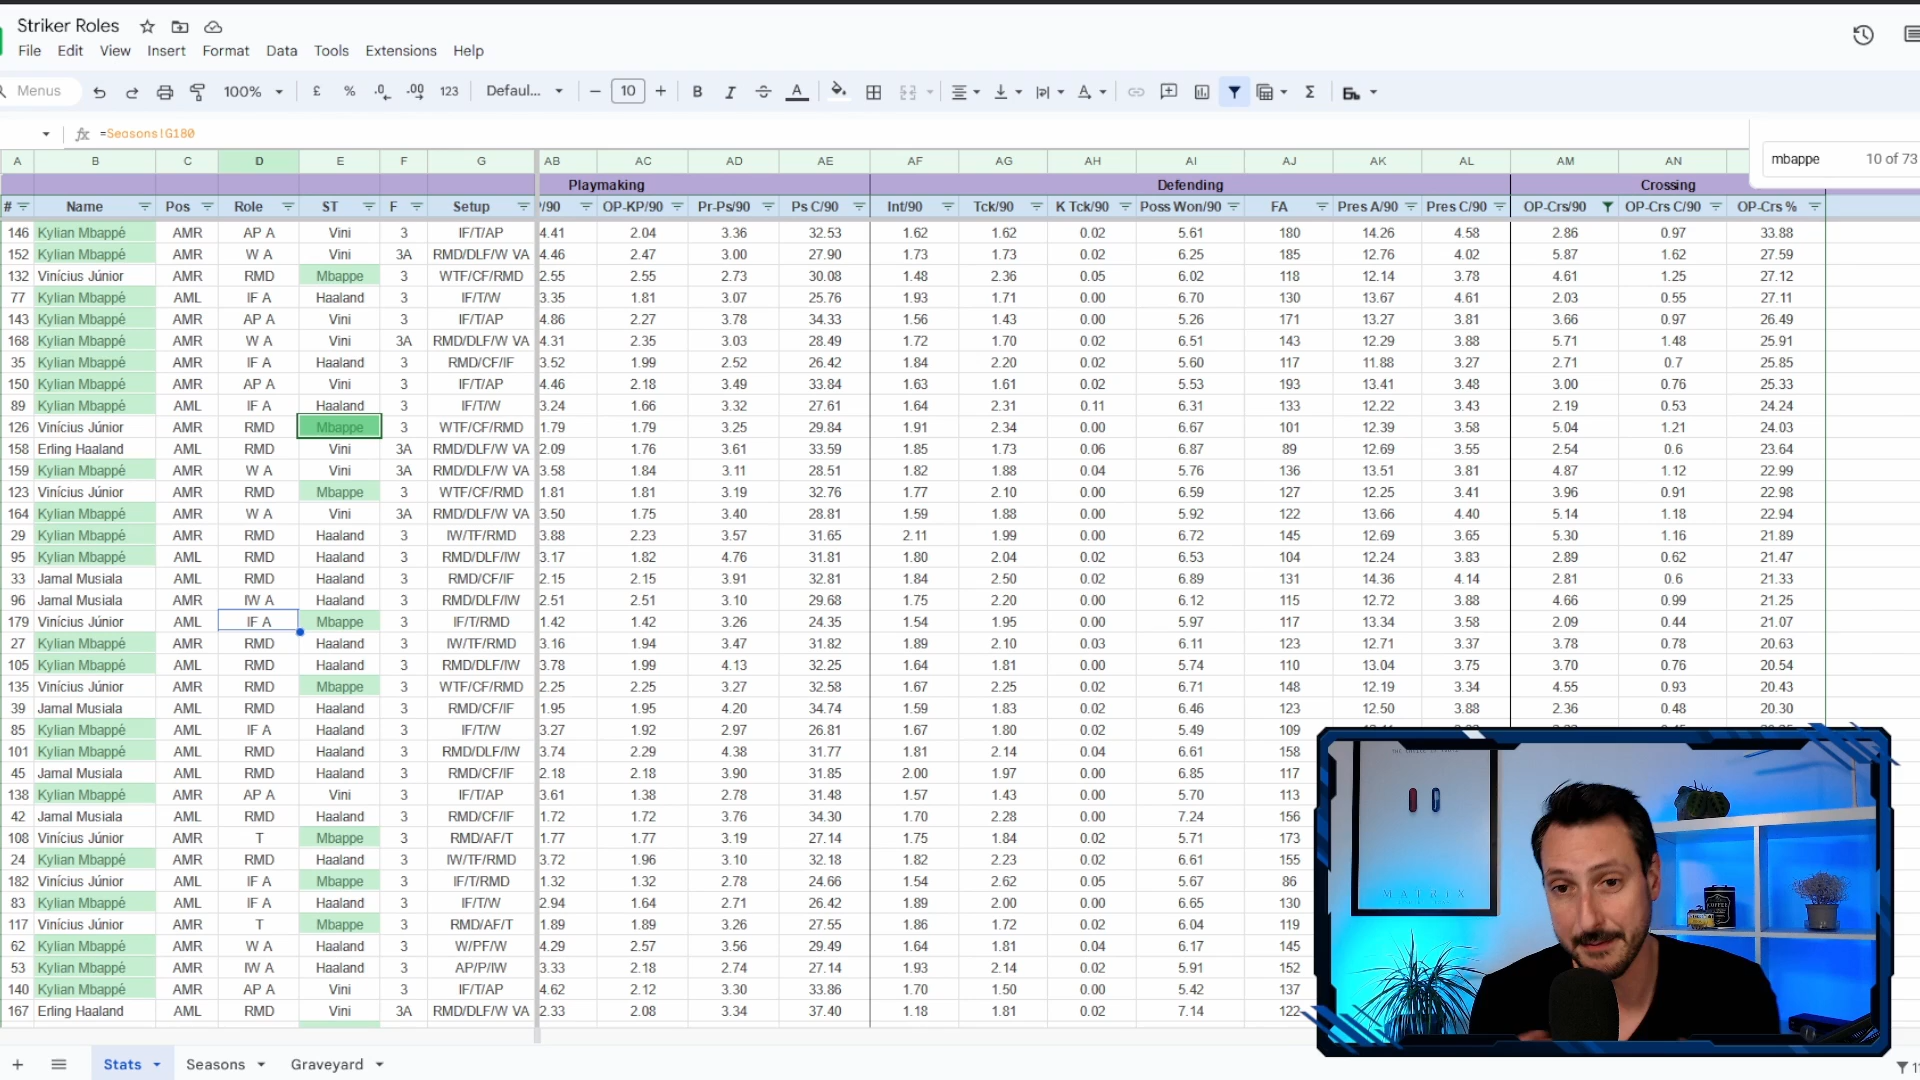 Striker Roles
File Edit View Insert Format Data Tools Extensions Help
Menus 100% £ % .0 .00 123 Defaul... 10 B I A Σ
fx =Seasons!G180
mbappe 10 of 73
A B C D E F G AB AC AD AE AF AG AH AI AJ AK AL AM AN
Playmaking Defending Crossing
# Name Pos Role ST F Setup /90 OP-KP/90 Pr-Ps/90 Ps C/90 Int/90 Tck/90 K Tck/90 Poss Won/90 FA Pres A/90 Pres C/90 OP-Crs/90 OP-Crs C/90 OP-Crs %
146 Kylian Mbappé AMR AP A Vini 3 IF/T/AP 4.41 2.04 3.36 32.53 1.62 1.62 0.02 5.61 180 14.26 4.58 2.86 0.97 33.88
152 Kylian Mbappé AMR W A Vini 3A RMD/DLF/W VA 4.46 2.47 3.00 27.90 1.73 1.73 0.02 6.25 185 12.76 4.02 5.87 1.62 27.59
132 Vinícius Júnior AMR RMD Mbappe 3 WTF/CF/RMD 2.55 2.55 2.73 30.08 1.48 2.36 0.05 6.02 118 12.14 3.78 4.61 1.25 27.12
77 Kylian Mbappé AML IF A Haaland 3 IF/T/W 3.35 1.81 3.07 25.76 1.93 1.71 0.00 6.70 130 13.67 4.61 2.03 0.55 27.11
143 Kylian Mbappé AMR AP A Vini 3 IF/T/AP 4.86 2.27 3.78 34.33 1.56 1.43 0.00 5.26 171 13.27 3.81 3.66 0.97 26.49
168 Kylian Mbappé AMR W A Vini 3A RMD/DLF/W VA 4.31 2.35 3.03 28.49 1.72 1.70 0.02 6.51 143 12.29 3.88 5.71 1.48 25.91
35 Kylian Mbappé AMR IF A Haaland 3 RMD/CF/IF 3.52 1.99 2.52 26.42 1.84 2.20 0.02 5.60 117 11.88 3.27 2.71 0.7 25.85
150 Kylian Mbappé AMR AP A Vini 3 IF/T/AP 4.46 2.18 3.49 33.84 1.63 1.61 0.02 5.53 193 13.41 3.48 3.00 0.76 25.33
89 Kylian Mbappé AML IF A Haaland 3 IF/T/W 3.24 1.66 3.32 27.61 1.64 2.31 0.11 6.31 133 12.22 3.43 2.19 0.53 24.24
126 Vinícius Júnior AMR RMD Mbappe 3 WTF/CF/RMD 1.79 1.79 3.25 29.84 1.91 2.34 0.00 6.67 101 12.39 3.58 5.04 1.21 24.03
158 Erling Haaland AML RMD Vini 3A RMD/DLF/W VA 2.09 1.76 3.61 33.59 1.85 1.73 0.06 6.87 89 12.69 3.55 2.54 0.6 23.64
159 Kylian Mbappé AMR W A Vini 3A RMD/DLF/W VA 3.58 1.84 3.11 28.51 1.82 1.88 0.04 5.76 136 13.51 3.81 4.87 1.12 22.99
123 Vinícius Júnior AMR RMD Mbappe 3 WTF/CF/RMD 1.81 1.81 3.19 32.76 1.77 2.10 0.00 6.59 127 12.25 3.41 3.96 0.91 22.98
164 Kylian Mbappé AMR W A Vini 3A RMD/DLF/W VA 3.50 1.75 3.40 28.81 1.59 1.88 0.00 5.92 122 13.66 4.40 5.14 1.18 22.94
29 Kylian Mbappé AMR RMD Haaland 3 IW/TF/RMD 3.88 2.23 3.57 31.65 2.11 1.99 0.00 6.72 145 12.69 3.65 5.30 1.16 21.89
95 Kylian Mbappé AML RMD Haaland 3 RMD/DLF/IW 3.17 1.82 4.76 31.81 1.80 2.04 0.02 6.53 104 12.24 3.83 2.89 0.62 21.47
33 Jamal Musiala AML RMD Haaland 3 RMD/CF/IF 2.15 2.15 3.91 32.81 1.84 2.50 0.02 6.89 131 14.36 4.14 2.81 0.6 21.33
96 Jamal Musiala AMR IW A Haaland 3 RMD/DLF/IW 2.51 2.51 3.10 29.68 1.75 2.20 0.00 6.12 115 12.72 3.88 4.66 0.99 21.25
179 Vinícius Júnior AML IF A Mbappe 3 IF/T/RMD 1.42 1.42 3.26 24.35 1.54 1.95 0.00 5.97 117 13.34 3.58 2.09 0.44 21.07
27 Kylian Mbappé AMR RMD Haaland 3 IW/TF/RMD 3.16 1.94 3.47 31.82 1.89 2.10 0.03 6.11 123 12.71 3.37 3.78 0.78 20.63
105 Kylian Mbappé AML RMD Haaland 3 RMD/DLF/IW 3.78 1.99 4.13 32.25 1.64 1.81 0.00 5.74 110 13.04 3.75 3.70 0.76 20.54
135 Vinícius Júnior AMR RMD Mbappe 3 WTF/CF/RMD 2.25 2.25 3.27 32.58 1.67 2.25 0.02 6.71 148 12.19 3.34 4.55 0.93 20.43
39 Jamal Musiala AML RMD Haaland 3 RMD/CF/IF 1.95 1.95 4.20 34.74 1.59 1.83 0.02 6.46 123 12.50 3.88 2.36 0.48 20.30
85 Kylian Mbappé AML IF A Haaland 3 IF/T/W 3.27 1.92 2.97 26.81 1.67 1.80 0.02 5.49 109
101 Kylian Mbappé AML RMD Haaland 3 RMD/DLF/IW 3.74 2.29 4.38 31.77 1.81 2.14 0.04 6.61 158
45 Jamal Musiala AML RMD Haaland 3 RMD/CF/IF 2.18 2.18 3.90 31.85 2.00 1.97 0.00 6.85 117
138 Kylian Mbappé AML AP A Vini 3 IF/T/AP 3.61 1.38 2.78 31.48 1.57 1.43 0.00 5.70 113
42 Jamal Musiala AML RMD Haaland 3 RMD/CF/IF 1.72 1.72 3.76 34.30 1.70 2.28 0.00 7.24 156
108 Vinícius Júnior AMR T Mbappe 3 RMD/AF/T 1.77 1.77 3.19 27.14 1.75 1.84 0.02 5.71 173
24 Kylian Mbappé AMR RMD Haaland 3 IW/TF/RMD 3.72 1.96 3.10 32.18 1.82 2.23 0.02 6.61 155
182 Vinícius Júnior AML IF A Mbappe 3 IF/T/RMD 1.32 1.32 2.78 24.66 1.54 2.62 0.05 5.67 86
83 Kylian Mbappé AML IF A Haaland 3 IF/T/W 2.94 1.64 2.71 26.42 1.89 2.00 0.00 6.65 130
117 Vinícius Júnior AMR T Mbappe 3 RMD/AF/T 1.89 1.89 3.26 27.55 1.86 1.72 0.02 6.04 119
62 Kylian Mbappé AMR W A Haaland 3 W/PF/W 4.29 2.57 3.56 29.49 1.64 1.81 0.04 6.17 145
53 Kylian Mbappé AMR IW A Haaland 3 AP/P/IW 3.33 2.18 2.74 27.14 1.93 2.14 0.02 5.91 152
140 Kylian Mbappé AMR AP A Vini 3 IF/T/AP 4.62 2.12 3.30 33.86 1.70 1.50 0.00 5.42 137
167 Erling Haaland AML RMD Vini 3A RMD/DLF/W VA 2.33 2.08 3.34 37.40 1.18 1.81 0.02 7.14 122
MATRIX
COFFEE
Stats Seasons Graveyard